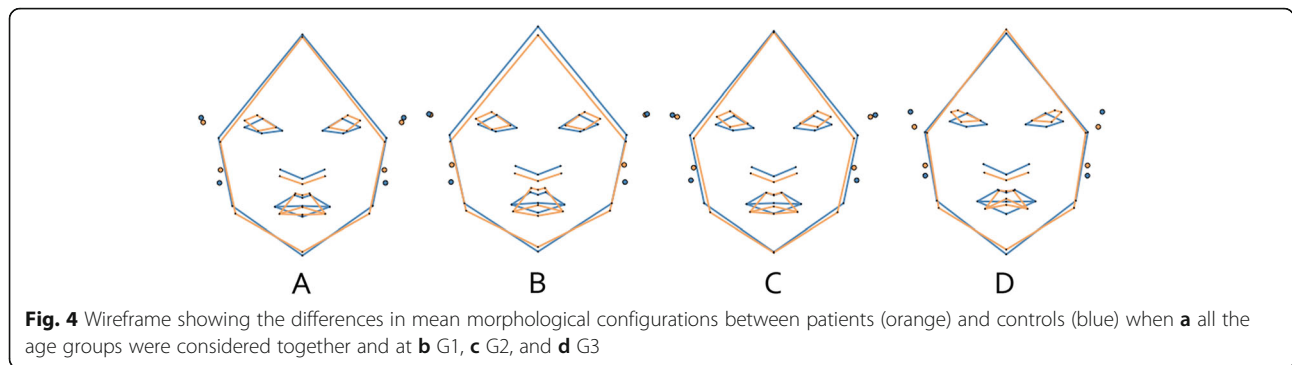 A B C D
Fig. 4 Wireframe showing the differences in mean morphological configurations between patients (orange) and controls (blue) when a all the
age groups were considered together and at b G1, c G2, and d G3